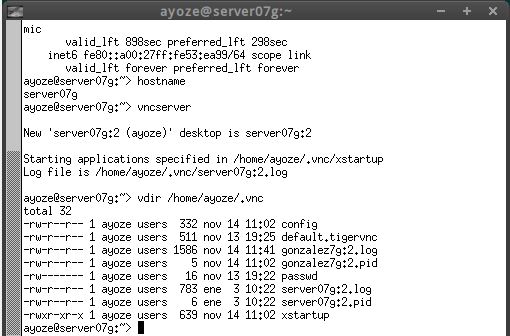 ayoze@server07g:~
mic
valid_lft 898sec preferred_lft 298sec
inet6 fe80::a00:27ff:fe53:ea99/64 scope link
valid_lft forever preferred_lft forever
ayoze@server07g:~> hostname
server07g
ayoze@server07g:~> vncserver
New 'server07g:2 (ayoze)' desktop is server07g:2
Starting applications specified in /home/ayoze/.vnc/xstartup
Log file is /home/ayoze/.vnc/server07g:2.log
ayoze@server07g:~> vdir /home/ayoze/.vnc
total 32
-rw-r--r-- 1 ayoze users  332 nov 14 11:02 config
-rw-r--r-- 1 ayoze users  511 nov 13 19:25 default.tigervnc
-rw-r--r-- 1 ayoze users 1586 nov 14 11:41 gonzalez7g:2.log
-rw-r--r-- 1 ayoze users    5 nov 14 11:02 gonzalez7g:2.pid
-rw------- 1 ayoze users   16 nov 13 19:22 passwd
-rw-r--r-- 1 ayoze users  783 ene  3 10:22 server07g:2.log
-rw-r--r-- 1 ayoze users    6 ene  3 10:22 server07g:2.pid
-rwxr-xr-x 1 ayoze users  639 nov 14 11:02 xstartup
ayoze@server07g:~>